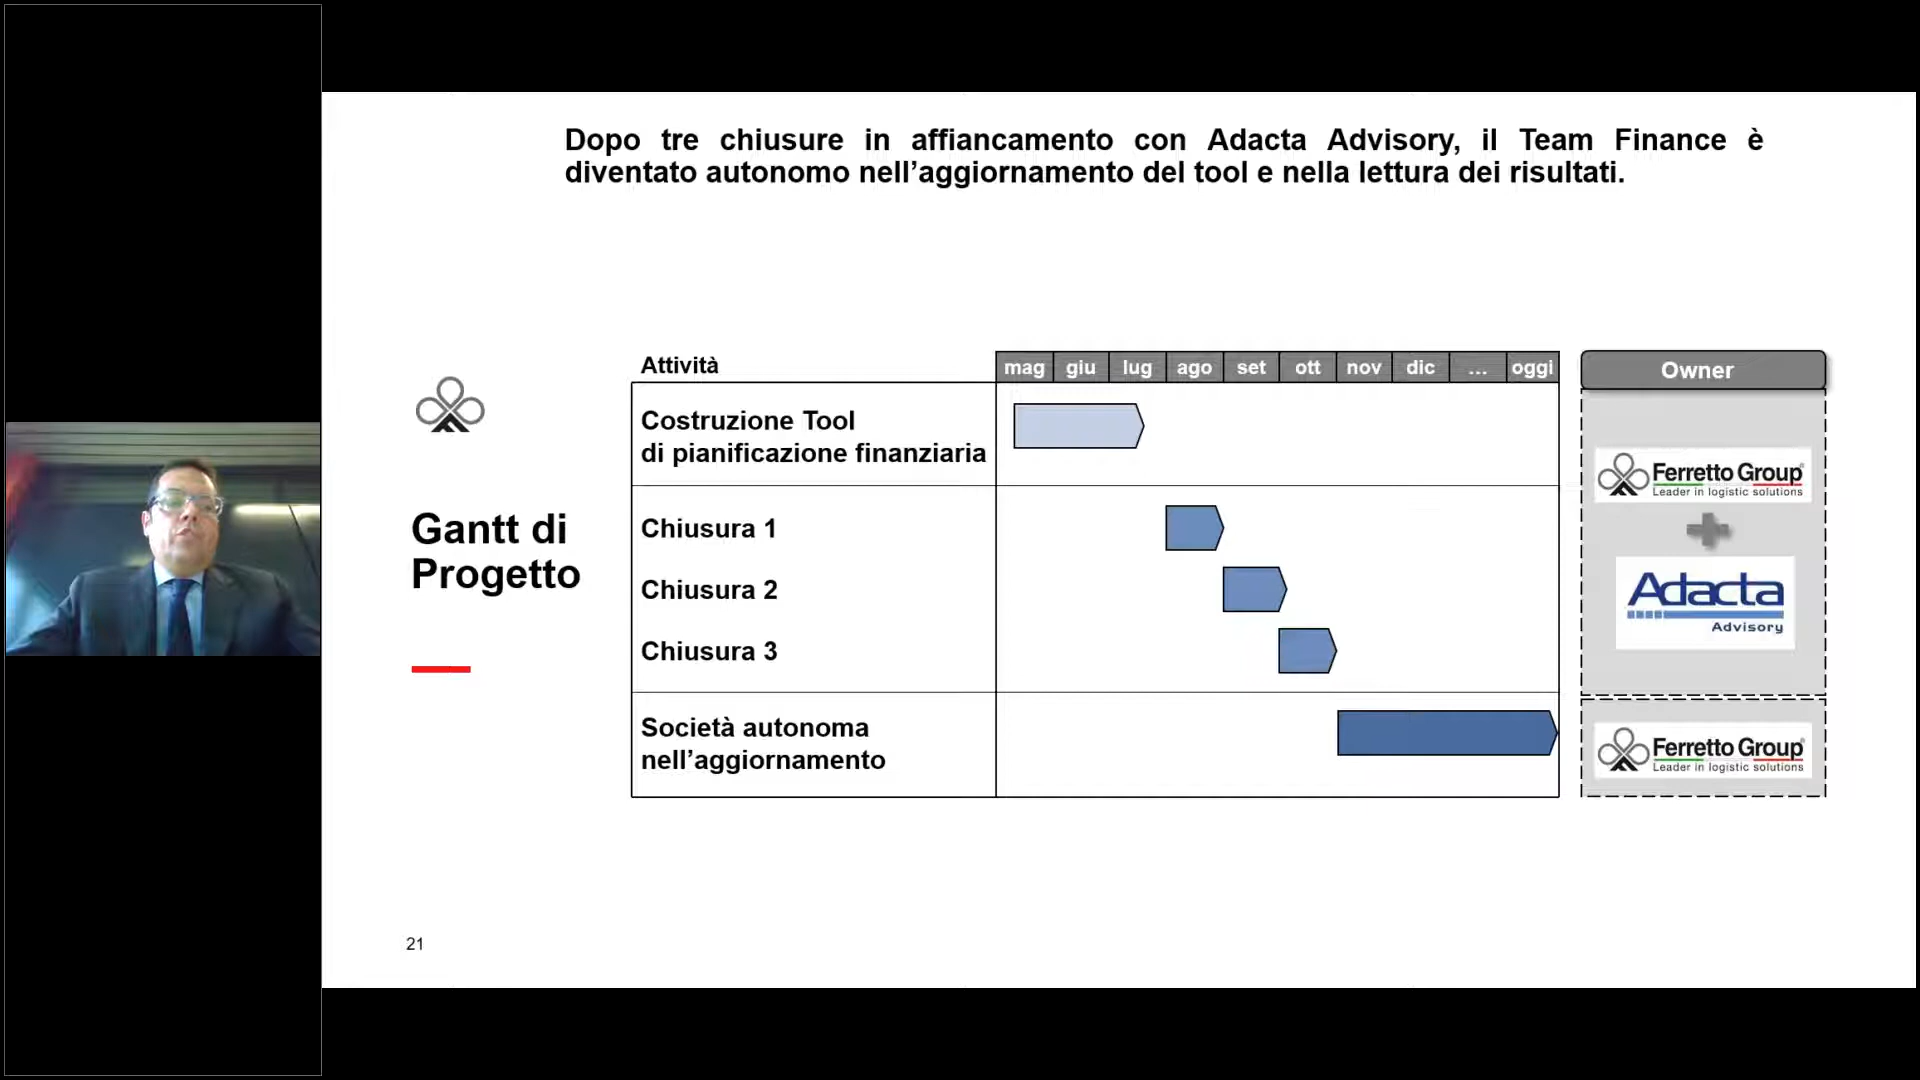 Dopo tre chiusure in affiancamento con Adacta Advisory, il Team Finance è
diventato autonomo nell’aggiornamento del tool e nella lettura dei risultati.
Gantt di
Progetto
Attività
mag giu lug ago set ott nov dic ... oggi
Owner
Costruzione Tool
di pianificazione finanziaria
Chiusura 1
Chiusura 2
Chiusura 3
Società autonoma
nell’aggiornamento
Ferretto Group
Leader in logistic solutions
Adacta
Advisory
Ferretto Group
Leader in logistic solutions
21